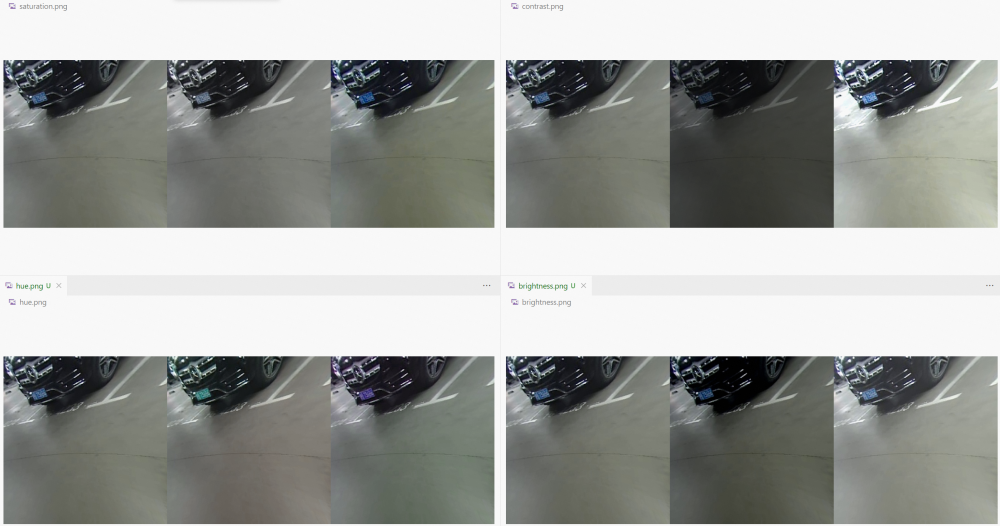 saturation.png
contrast.png
hue.png U
brightness.png U
hue.png
brightness.png